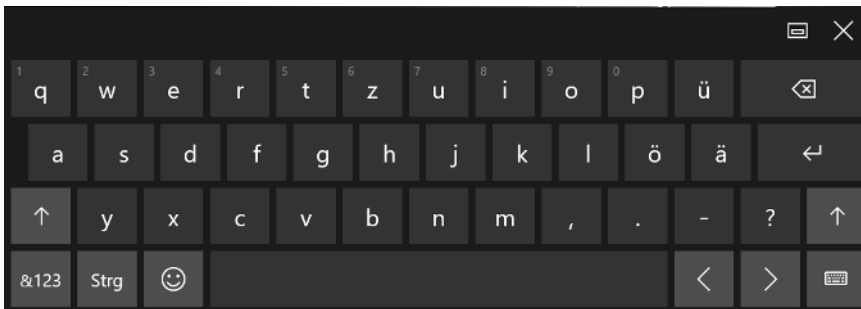 1 2 3 4 5 6 7 8 9 0
q w e r t z u i o p ü
a s d f g h j k l ö ä
y x c v b n m , . - ?
&123 Strg